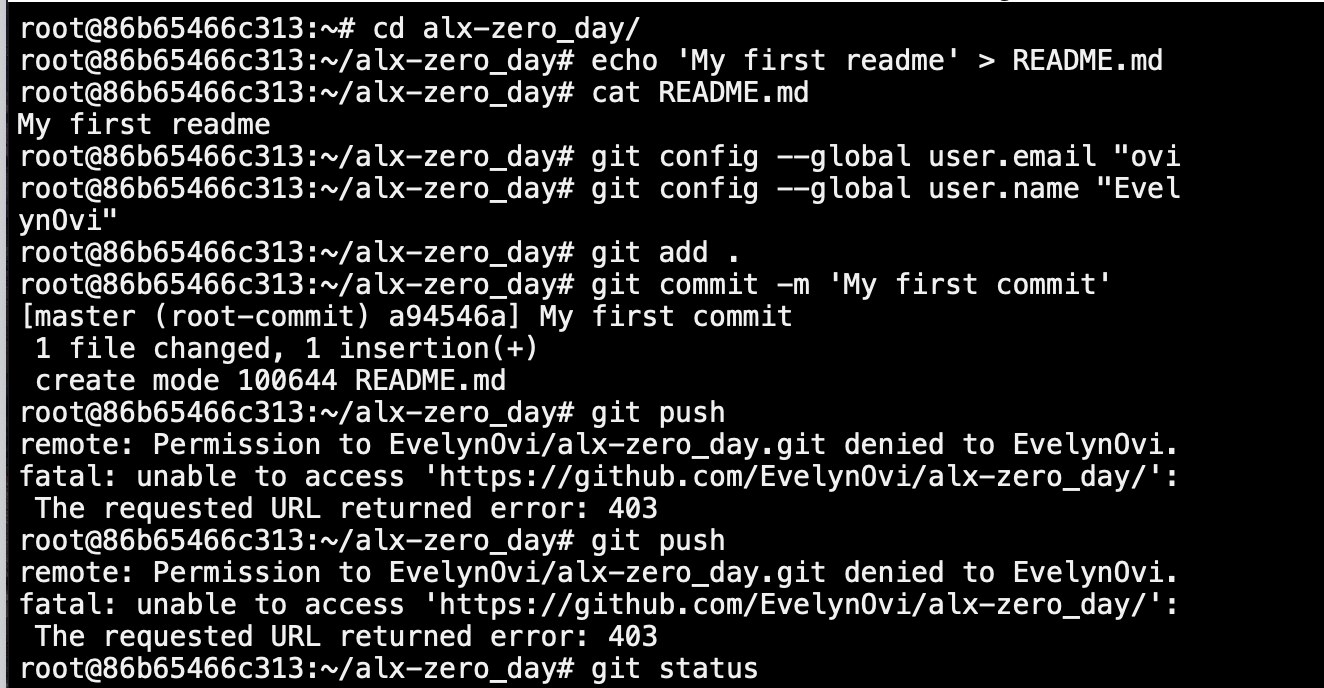 root@86b65466c313:~# cd alx-zero_day/
root@86b65466c313:~/alx-zero_day# echo 'My first readme' > README.md
root@86b65466c313:~/alx-zero_day# cat README.md
My first readme
root@86b65466c313:~/alx-zero_day# git config --global user.email "ovi
root@86b65466c313:~/alx-zero_day# git config --global user.name "Evel
ynOvi"
root@86b65466c313:~/alx-zero_day# git add .
root@86b65466c313:~/alx-zero_day# git commit -m 'My first commit'
[master (root-commit) a94546a] My first commit
 1 file changed, 1 insertion(+)
 create mode 100644 README.md
root@86b65466c313:~/alx-zero_day# git push
remote: Permission to EvelynOvi/alx-zero_day.git denied to EvelynOvi.
fatal: unable to access 'https://github.com/EvelynOvi/alx-zero_day/':
 The requested URL returned error: 403
root@86b65466c313:~/alx-zero_day# git push
remote: Permission to EvelynOvi/alx-zero_day.git denied to EvelynOvi.
fatal: unable to access 'https://github.com/EvelynOvi/alx-zero_day/':
 The requested URL returned error: 403
root@86b65466c313:~/alx-zero_day# git status